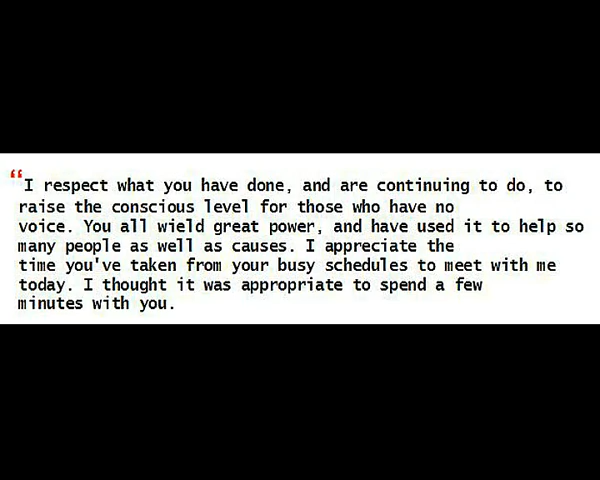 “I respect what you have done, and are continuing to do, to
raise the conscious level for those who have no
voice. You all wield great power, and have used it to help so
many people as well as causes. I appreciate the
time you've taken from your busy schedules to meet with me
today. I thought it was appropriate to spend a few
minutes with you.